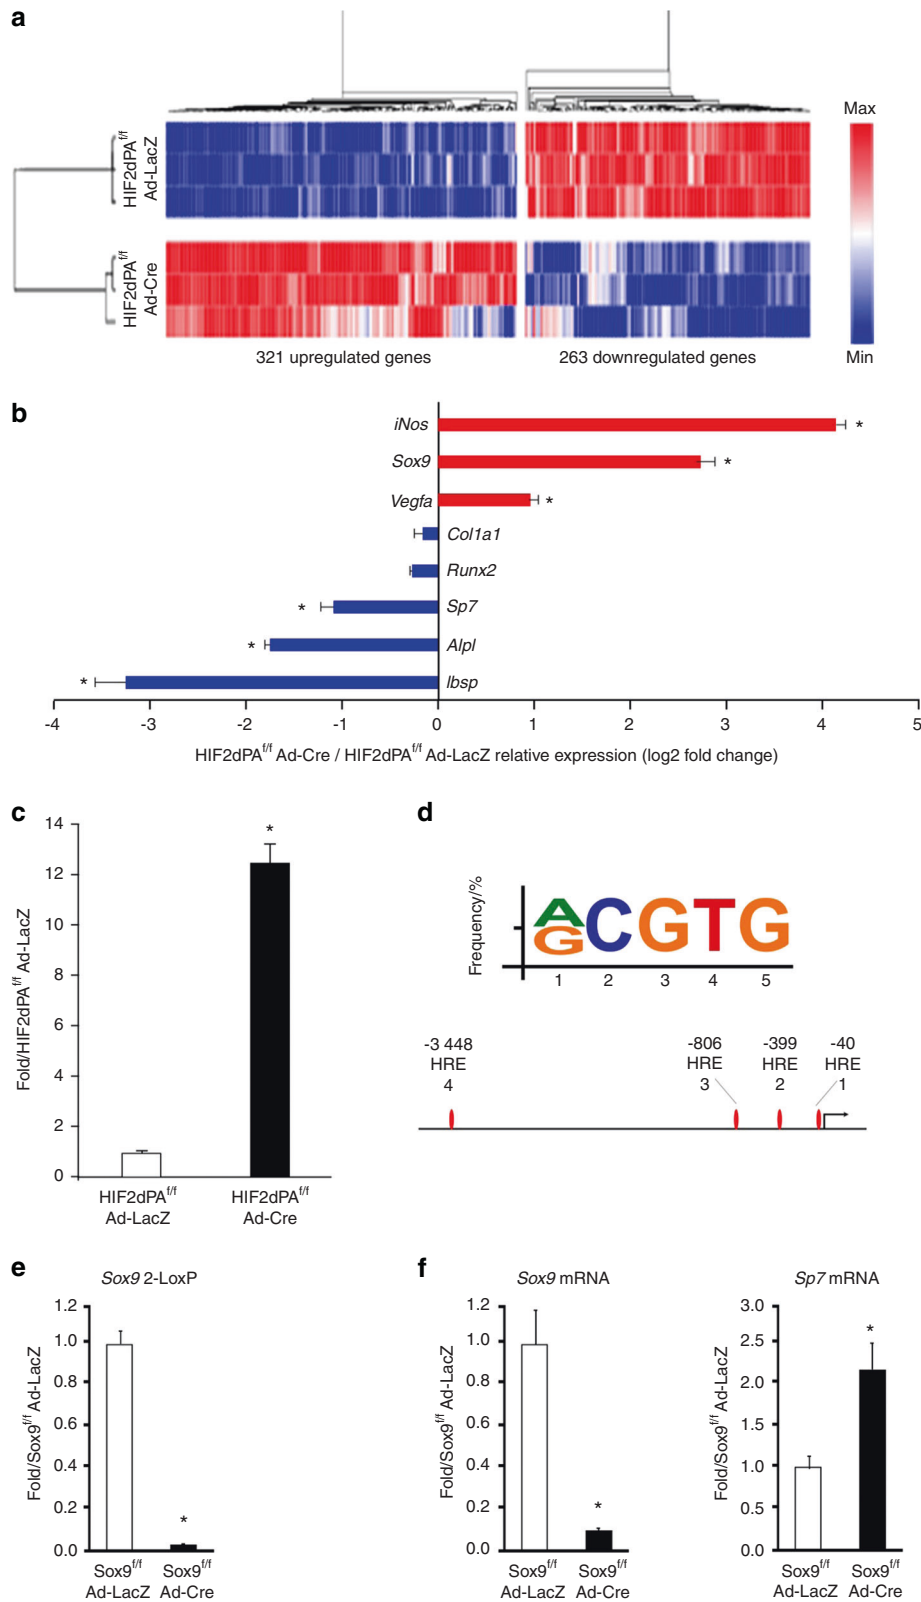 a
Max
HIF2dPA^f/f
Ad-LacZ
HIF2dPA^f/f
Ad-Cre
Min
321 upregulated genes
263 downregulated genes
b
iNos
*
Sox9
*
Vegfa
*
Col1a1
Runx2
*
Sp7
*
Alpl
*
Ibsp
-4 -3 -2 -1 0 1 2 3 4 5
HIF2dPA^f/f Ad-Cre / HIF2dPA^f/f Ad-LacZ relative expression (log2 fold change)
c
Fold/HIF2dPA^f/f Ad-LacZ
14
12
10
8
6
4
2
0
*
HIF2dPA^f/f
Ad-LacZ
HIF2dPA^f/f
Ad-Cre
d
Frequency/%
A
G
C G T G
1 2 3 4 5
-3 448
HRE
4
-806
HRE
3
-399
HRE
2
-40
HRE
1
e
Sox9 2-LoxP
Fold/Sox9^f/f Ad-LacZ
1.2
1.0
0.8
0.6
0.4
0.2
0.0
*
Sox9^f/f
Ad-LacZ
Sox9^f/f
Ad-Cre
f
Sox9 mRNA
Fold/Sox9^f/f Ad-LacZ
1.2
1.0
0.8
0.6
0.4
0.2
0.0
*
Sox9^f/f
Ad-LacZ
Sox9^f/f
Ad-Cre
Sp7 mRNA
Fold/Sox9^f/f Ad-LacZ
3.0
2.5
2.0
1.5
1.0
0.5
0.0
*
Sox9^f/f
Ad-LacZ
Sox9^f/f
Ad-Cre